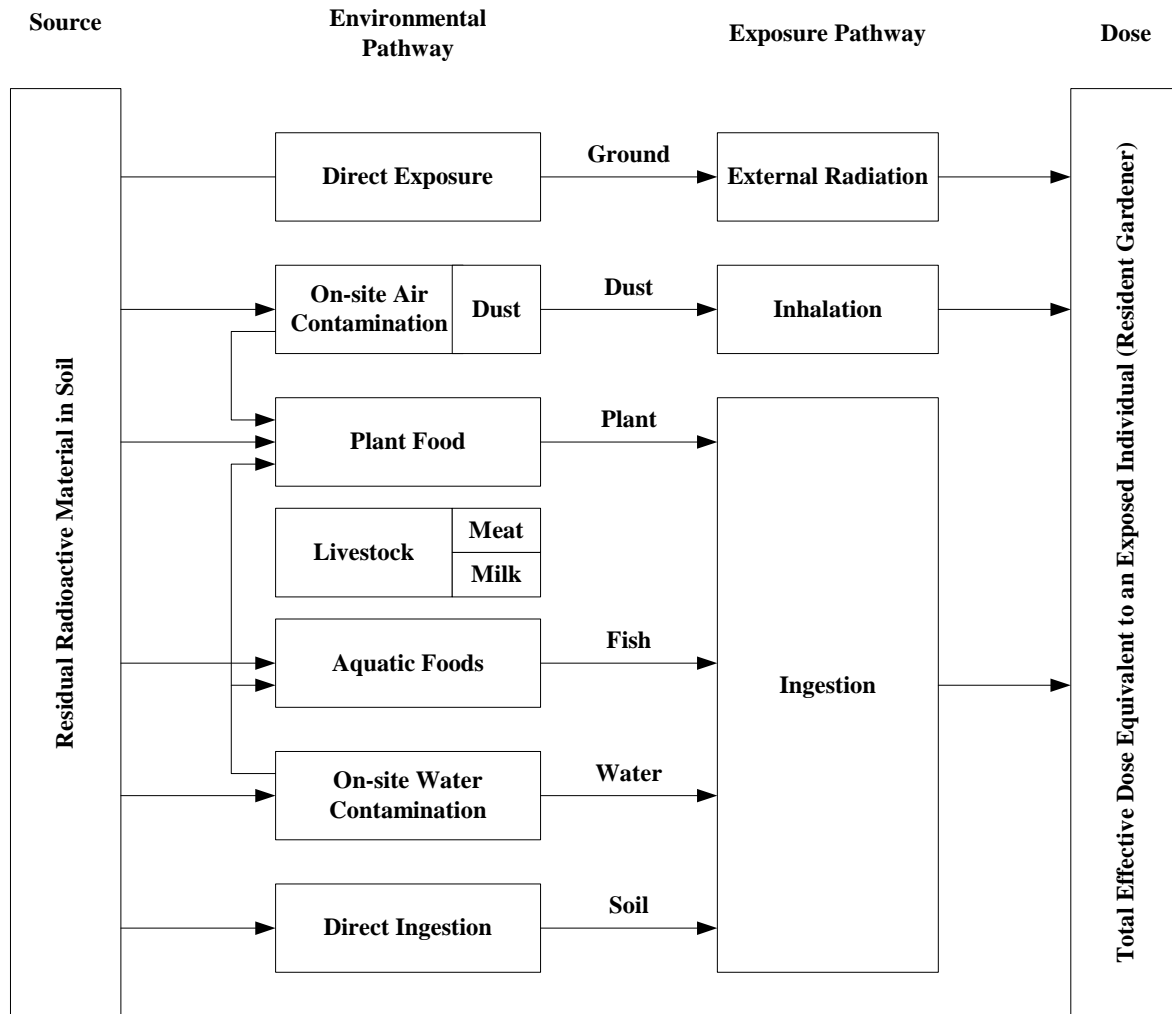 Source
Environmental
Pathway
Exposure Pathway
Dose
Residual Radioactive Material in Soil
Direct Exposure
Ground
External Radiation
On-site Air
Contamination
Dust
Dust
Inhalation
Plant Food
Plant
Livestock
Meat
Milk
Aquatic Foods
Fish
Ingestion
On-site Water
Contamination
Water
Direct Ingestion
Soil
Total Effective Dose Equivalent to an Exposed Individual (Resident Gardener)